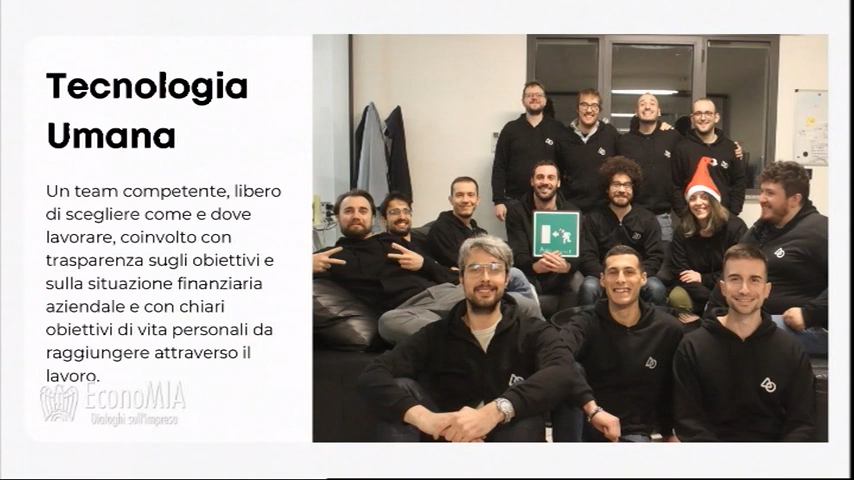 Tecnologia
Umana
Un team competente, libero
di scegliere come e dove
lavorare, coinvolto con
trasparenza sugli obiettivi e
sulla situazione finanziaria
aziendale e con chiari
obiettivi di vita personali da
raggiungere attraverso il
lavoro.
EconoMIA
Dialoghi sull'impresa